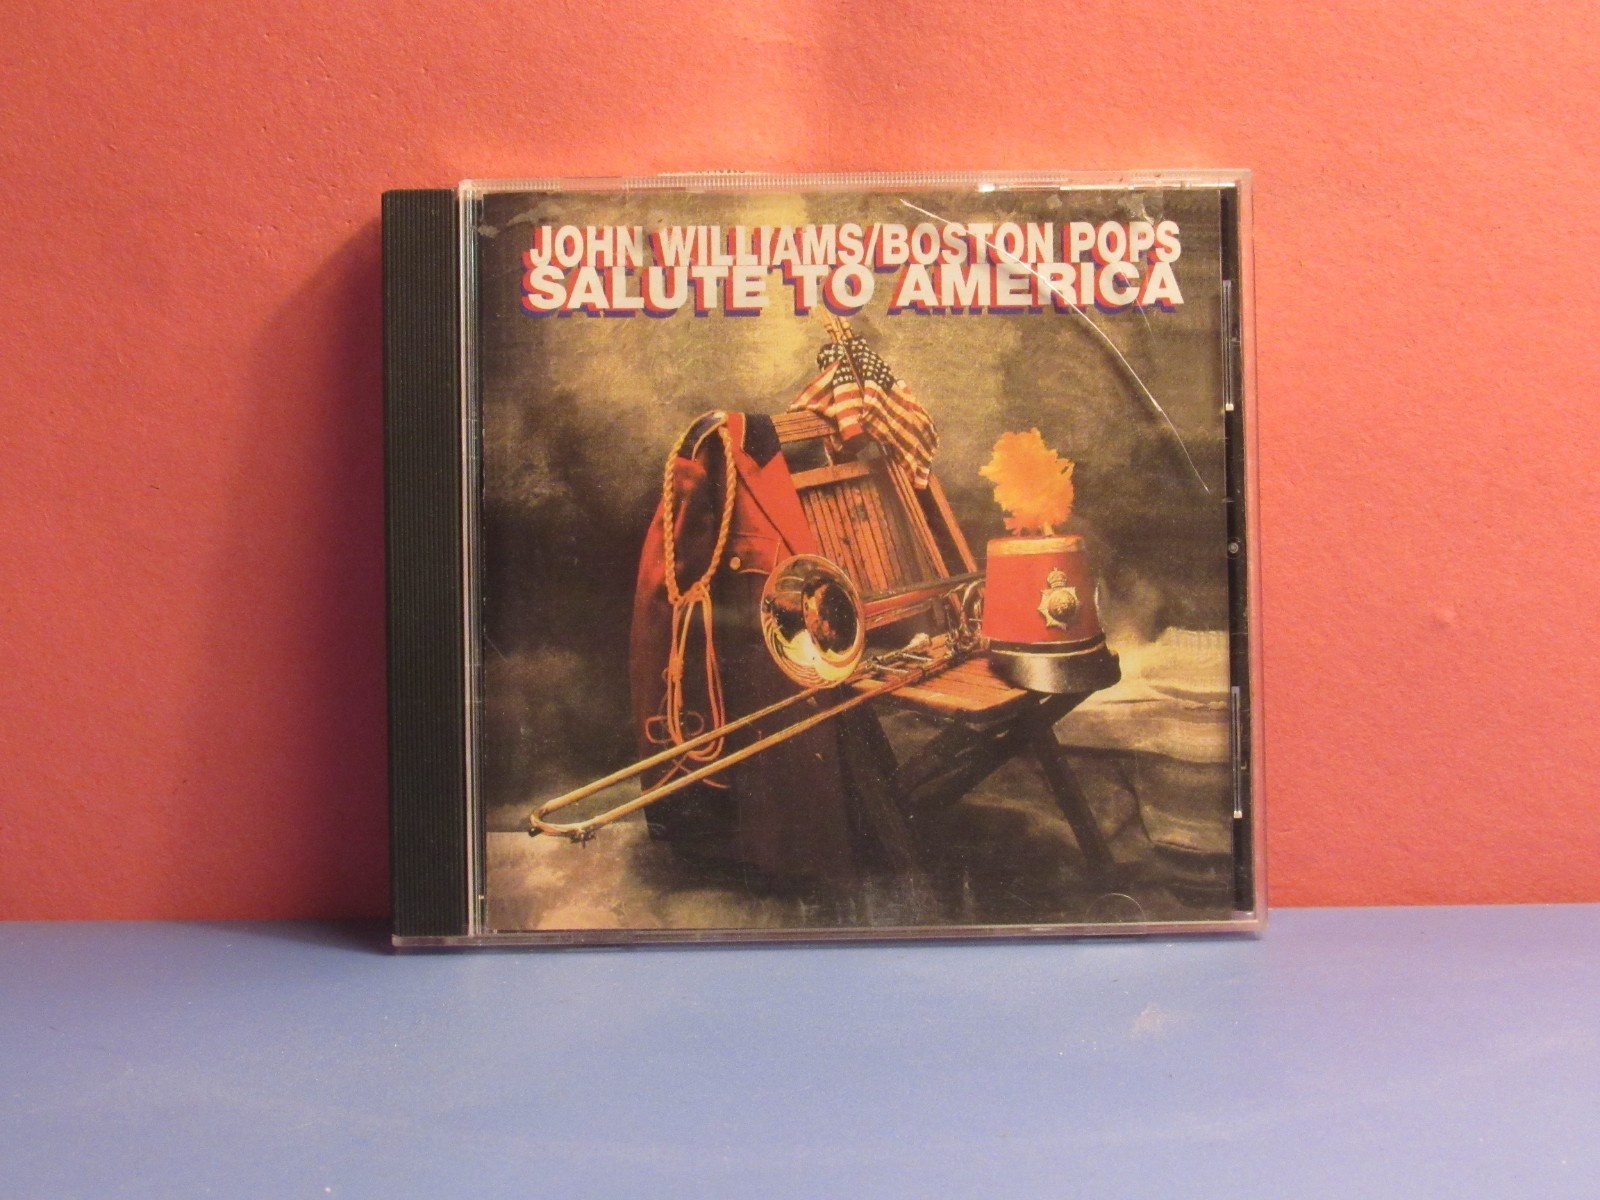 JOHN WILLIAMS/BOSTON POPS
SALUTE TO AMERICA